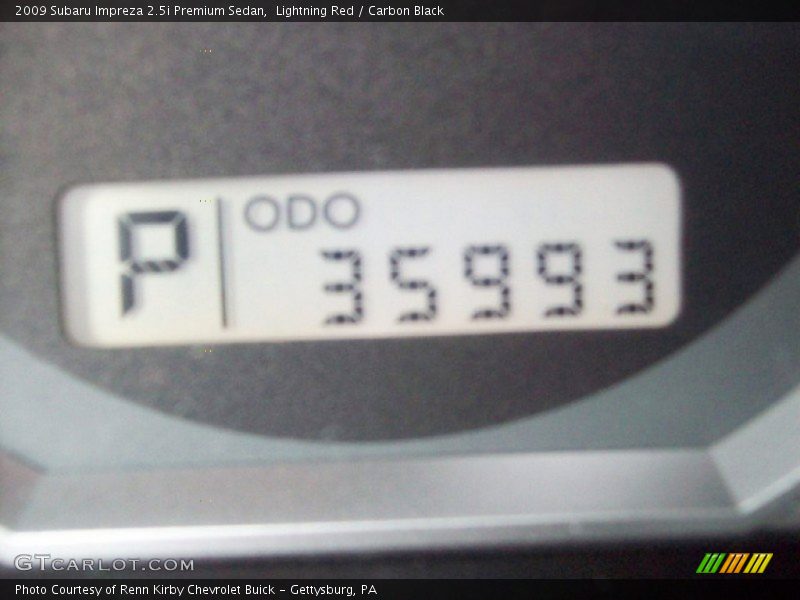 2009 Subaru Impreza 2.5i Premium Sedan,  Lightning Red / Carbon Black
P
ODO
35993
GTcarlot.com
Photo Courtesy of Renn Kirby Chevrolet Buick - Gettysburg, PA